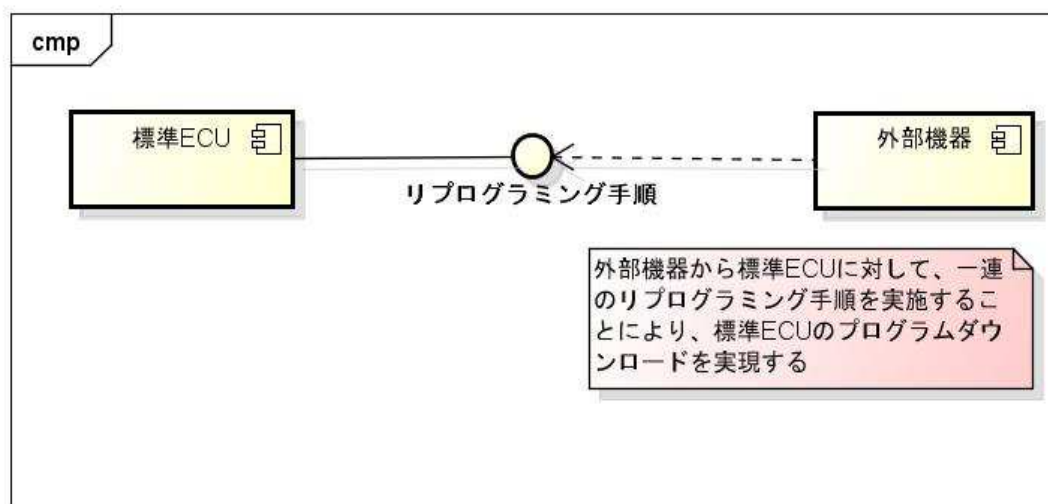 cmp
標準ECU
外部機器
リプログラミング手順
外部機器から標準ECUに対して、一連
のリプログラミング手順を実施するこ
とにより、標準ECUのプログラムダウ
ンロードを実現する